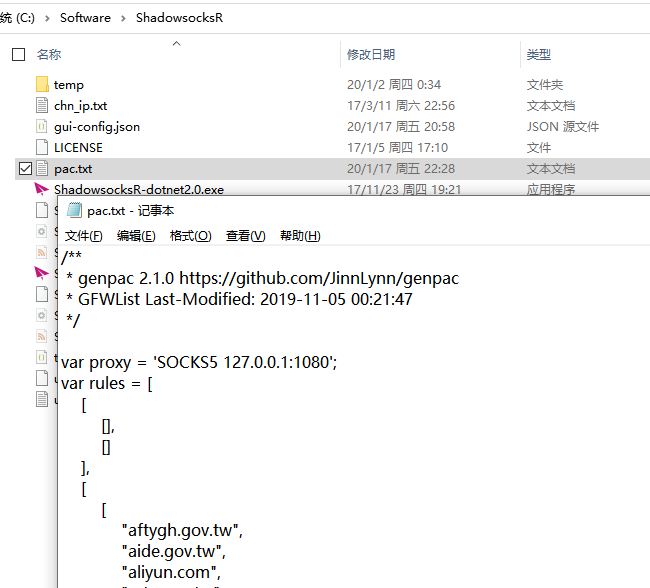 统 (C:) › Software › ShadowsocksR
名称 修改日期 类型
temp 20/1/2 周四 0:34 文件夹
chn_ip.txt 17/3/11 周六 22:56 文本文档
gui-config.json 20/1/17 周五 20:58 JSON 源文件
LICENSE 17/1/5 周四 17:10 文件
pac.txt 20/1/17 周五 22:28 文本文档
ShadowsocksR-dotnet2.0.exe 17/11/23 周四 19:21 应用程序
pac.txt - 记事本
文件(F) 编辑(E) 格式(O) 查看(V) 帮助(H)
/**
* genpac 2.1.0 https://github.com/JinnLynn/genpac
* GFWList Last-Modified: 2019-11-05 00:21:47
*/
var proxy = 'SOCKS5 127.0.0.1:1080';
var rules = [
[
[],
[]
],
[
[
"aftygh.gov.tw",
"aide.gov.tw",
"aliyun.com",